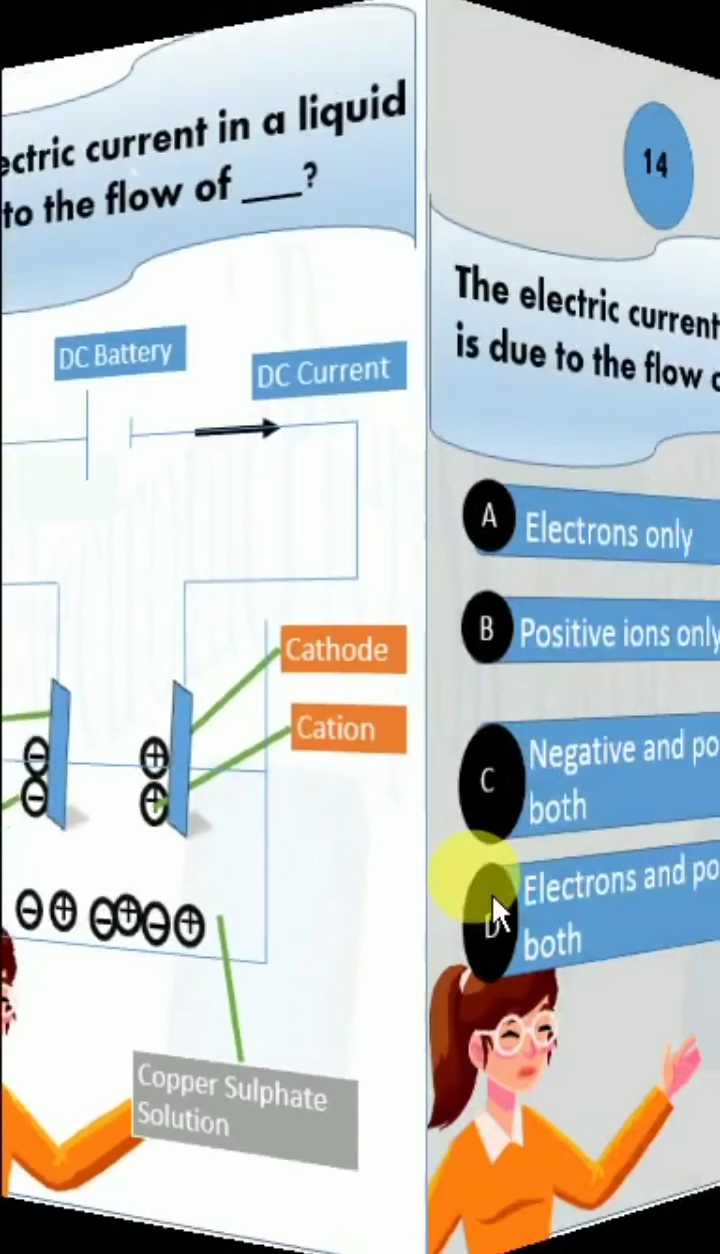 ectric current in a liquid
to the flow of ___?
DC Battery
DC Current
Cathode
Cation
Copper Sulphate
Solution
14
The electric current
is due to the flow
A Electrons only
B Positive ions only
C Negative and po
both
D Electrons and po
both